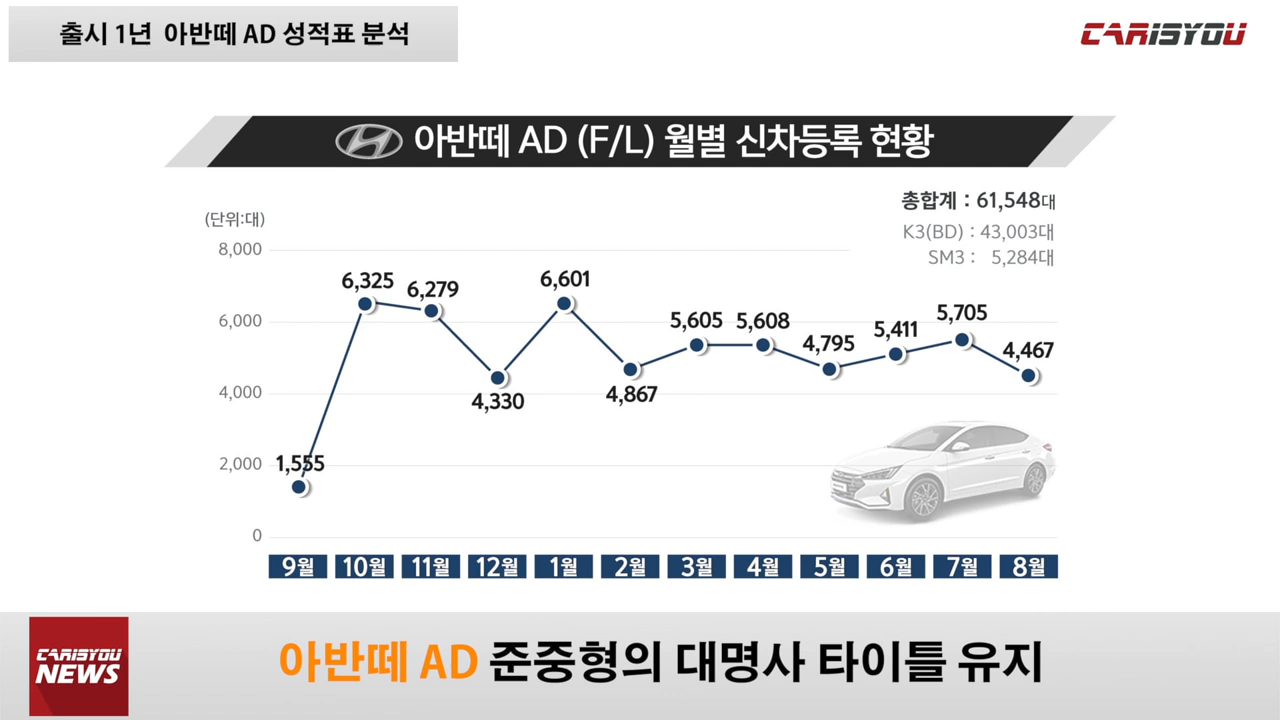 출시 1년 아반떼 AD 성적표 분석
CARISYOU
아반떼 AD (F/L) 월별 신차등록 현황
총합계 : 61,548대
K3(BD) : 43,003대
SM3 : 5,284대
(단위:대)
8,000
6,000
4,000
2,000
0
1,555
6,325
6,279
4,330
6,601
4,867
5,605
5,608
4,795
5,411
5,705
4,467
9월 10월 11월 12월 1월 2월 3월 4월 5월 6월 7월 8월
CARISYOU
NEWS
아반떼 AD 준중형의 대명사 타이틀 유지